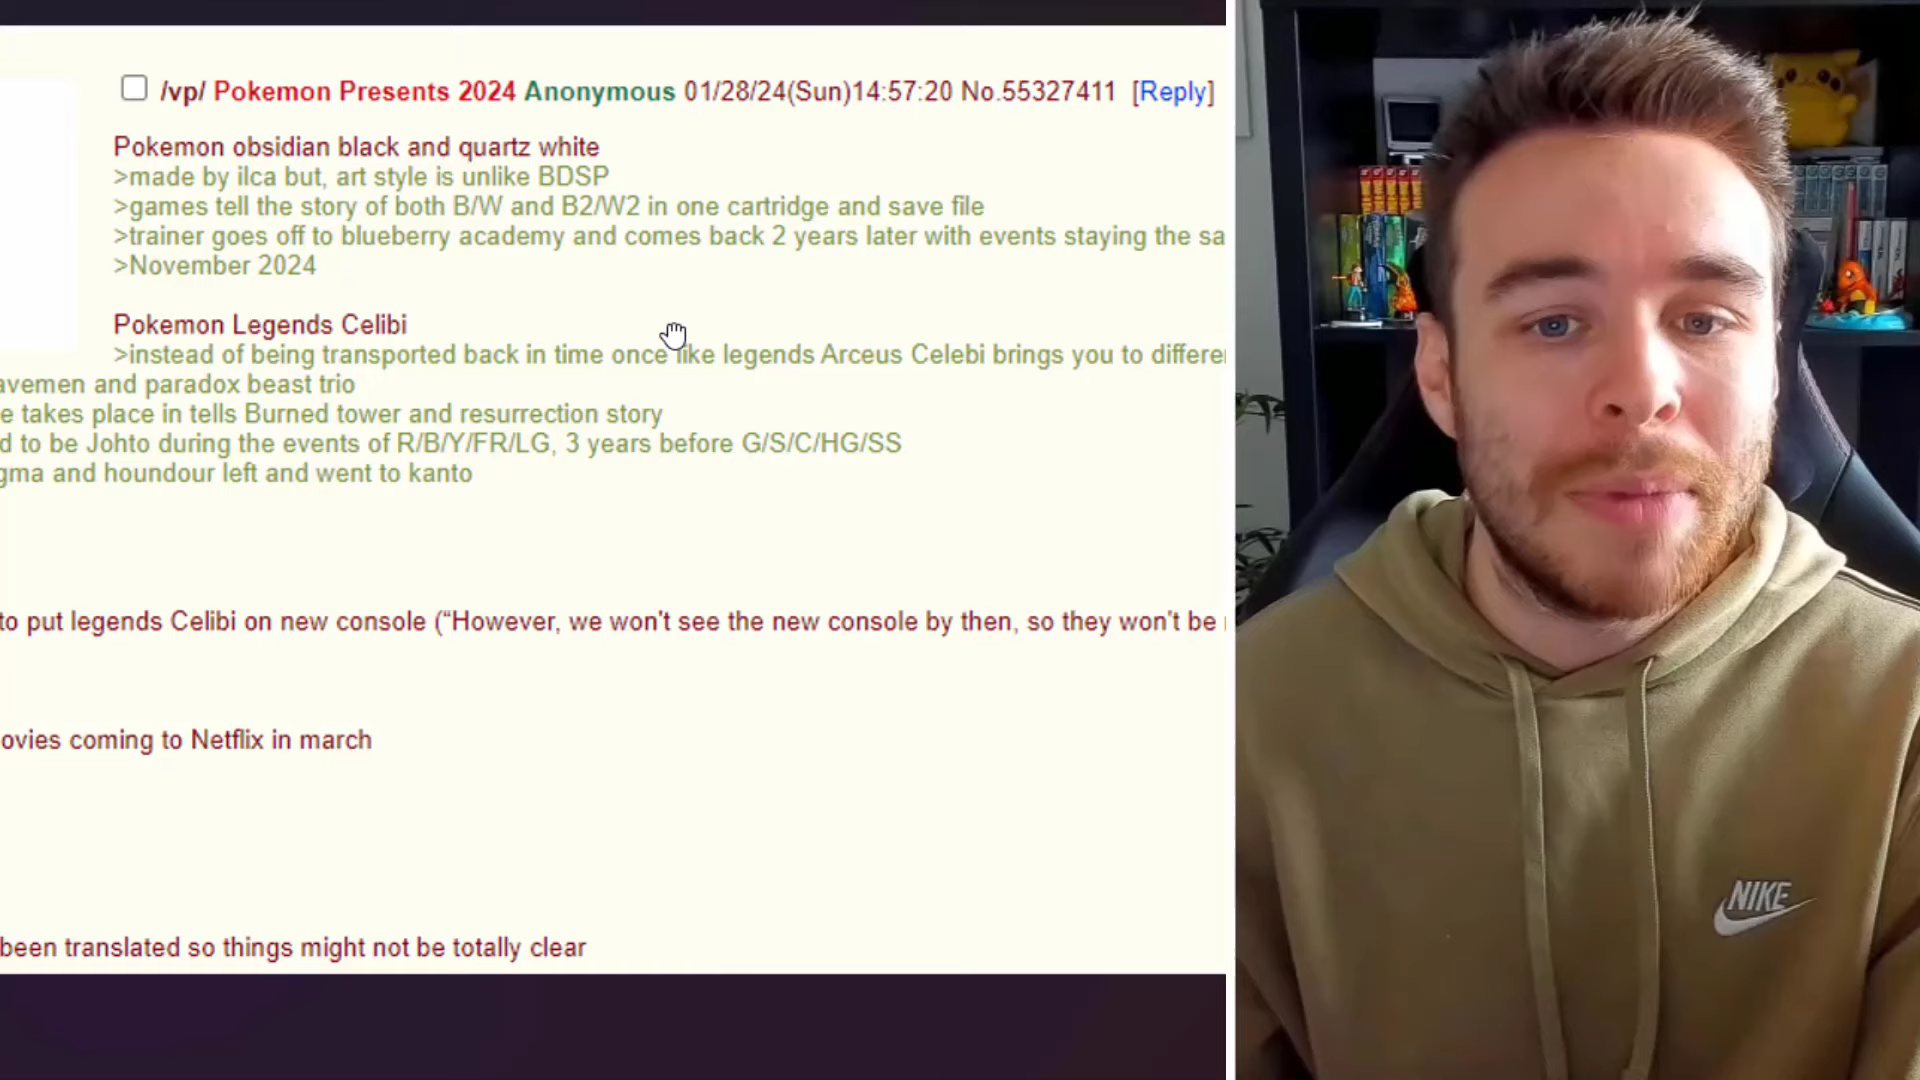 /vp/ Pokemon Presents 2024 Anonymous 01/28/24(Sun)14:57:20 No.55327411 [Reply]
Pokemon obsidian black and quartz white
>made by ilca but, art style is unlike BDSP
>games tell the story of both B/W and B2/W2 in one cartridge and save file
>trainer goes off to blueberry academy and comes back 2 years later with events staying the sa
>November 2024
Pokemon Legends Celibi
>instead of being transported back in time once like legends Arceus Celebi brings you to differe
avemen and paradox beast trio
e takes place in tells Burned tower and resurrection story
d to be Johto during the events of R/B/Y/FR/LG, 3 years before G/S/C/HG/SS
gma and houndour left and went to kanto
to put legends Celibi on new console (“However, we won't see the new console by then, so they won't be
ovies coming to Netflix in march
been translated so things might not be totally clear
NIKE